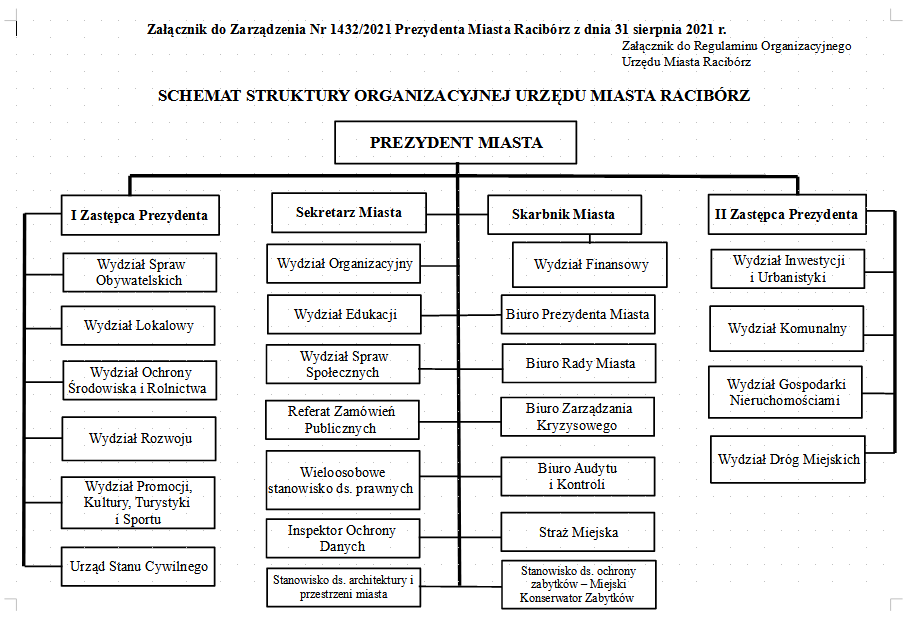 Załącznik do Zarządzenia Nr 1432/2021 Prezydenta Miasta Racibórz z dnia 31 sierpnia 2021 r.
Załącznik do Regulaminu Organizacyjnego
Urzędu Miasta Racibórz
SCHEMAT STRUKTURY ORGANIZACYJNEJ URZĘDU MIASTA RACIBÓRZ
PREZYDENT MIASTA
I Zastępca Prezydenta
Wydział Spraw
Obywatelskich
Wydział Lokalowy
Wydział Ochrony
Środowiska i Rolnictwa
Wydział Rozwoju
Wydział Promocji,
Kultury, Turystyki
i Sportu
Urząd Stanu Cywilnego
Sekretarz Miasta
Wydział Organizacyjny
Wydział Edukacji
Wydział Spraw
Społecznych
Referat Zamówień
Publicznych
Wieloosobowe
stanowisko ds. prawnych
Inspektor Ochrony
Danych
Stanowisko ds. architektury i
przestrzeni miasta
Skarbnik Miasta
Wydział Finansowy
Biuro Prezydenta Miasta
Biuro Rady Miasta
Biuro Zarządzania
Kryzysowego
Biuro Audytu
i Kontroli
Straż Miejska
Stanowisko ds. ochrony
zabytków – Miejski
Konserwator Zabytków
II Zastępca Prezydenta
Wydział Inwestycji
i Urbanistyki
Wydział Komunalny
Wydział Gospodarki
Nieruchomościami
Wydział Dróg Miejskich